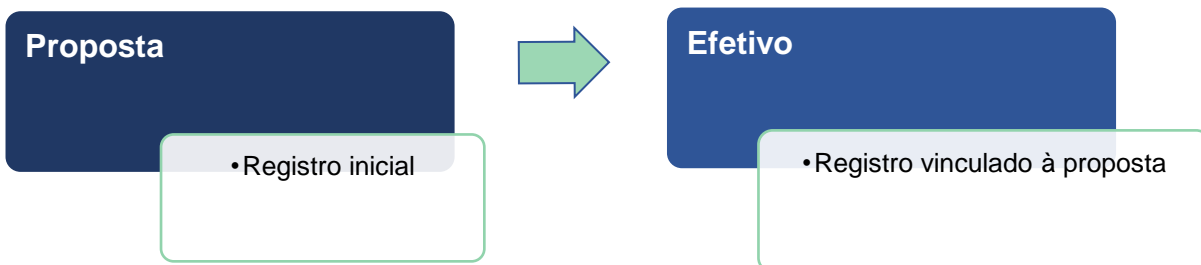 Proposta
•Registro inicial
Efetivo
•Registro vinculado à proposta